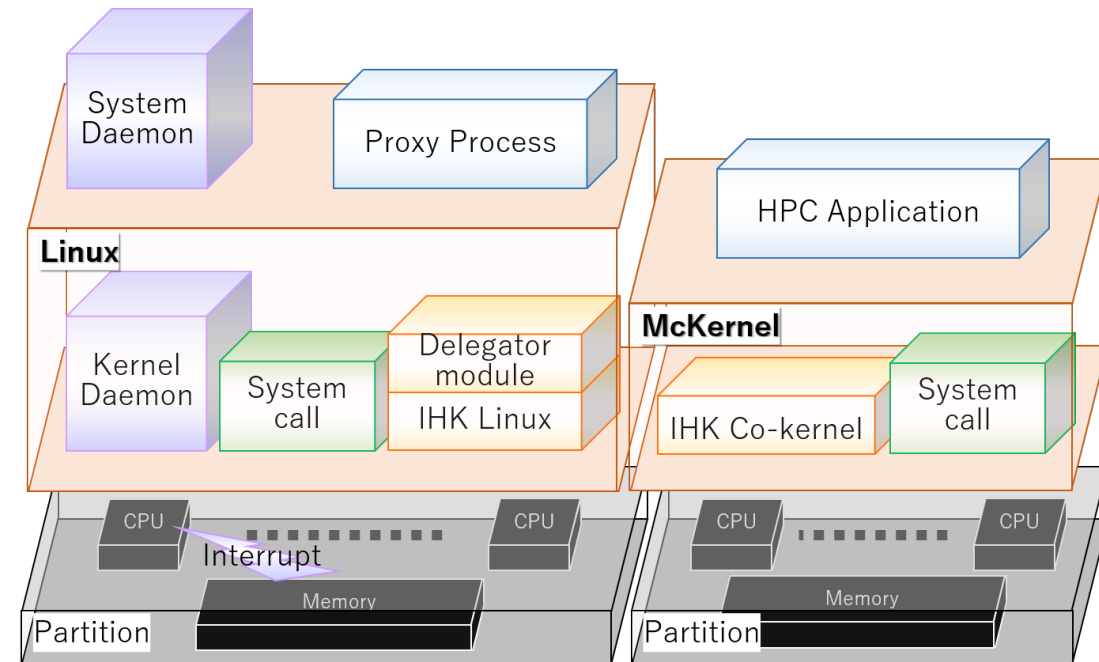 System
Daemon
Proxy Process
HPC Application
Linux
McKernel
Kernel
Daemon
System
call
Delegator
module
IHK Linux
IHK Co-kernel
System
call
CPU
CPU
CPU
CPU
Interrupt
Memory
Memory
Partition
Partition